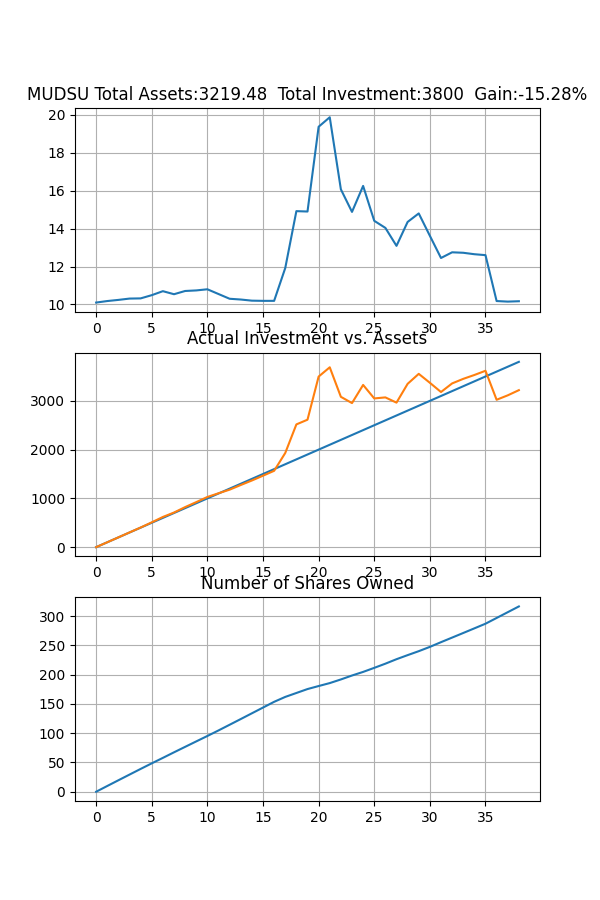 MUDSU Total Assets:3219.48  Total Investment:3800  Gain:-15.28%
20
18
16
14
12
10
0 5 10 15 20 25 30 35
Actual Investment vs. Assets
3000
2000
1000
0
0 5 10 15 20 25 30 35
Number of Shares Owned
300
250
200
150
100
50
0
0 5 10 15 20 25 30 35